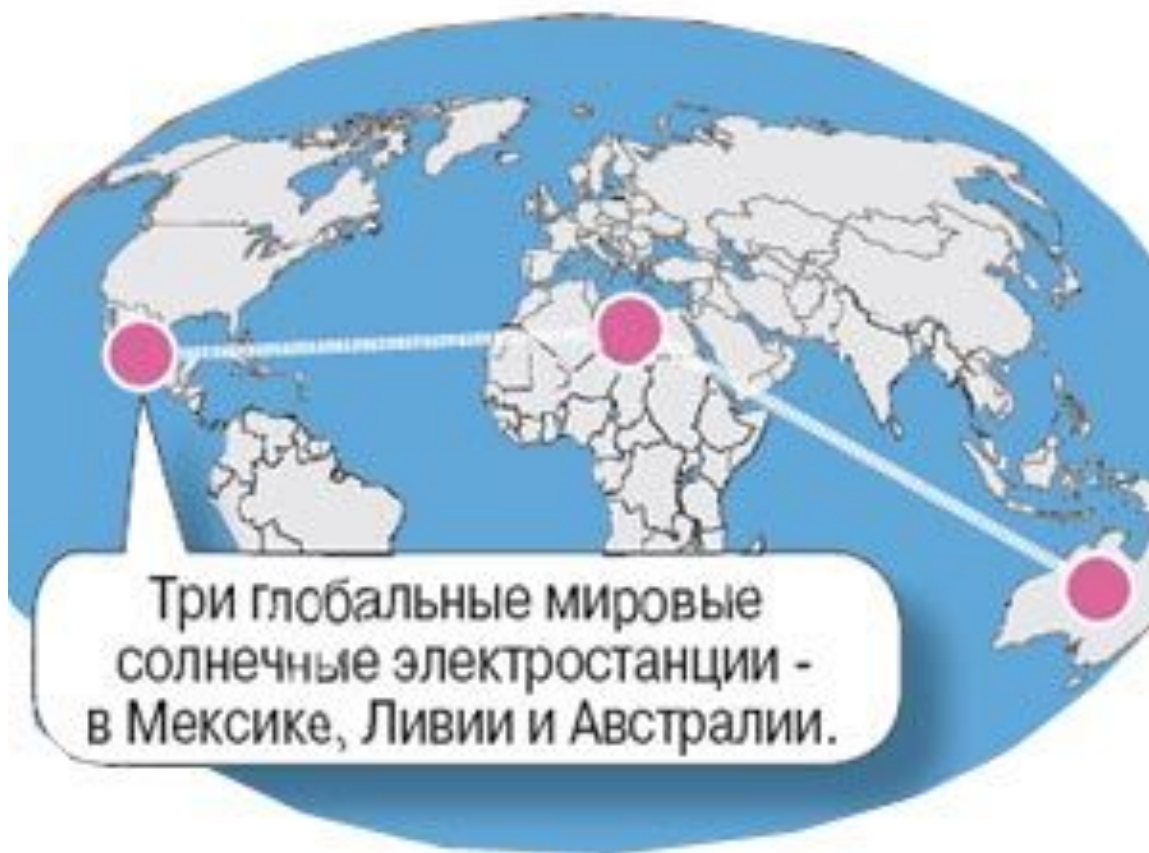 Три глобальные мировые
солнечные электростанции -
в Мексике, Ливии и Австралии.